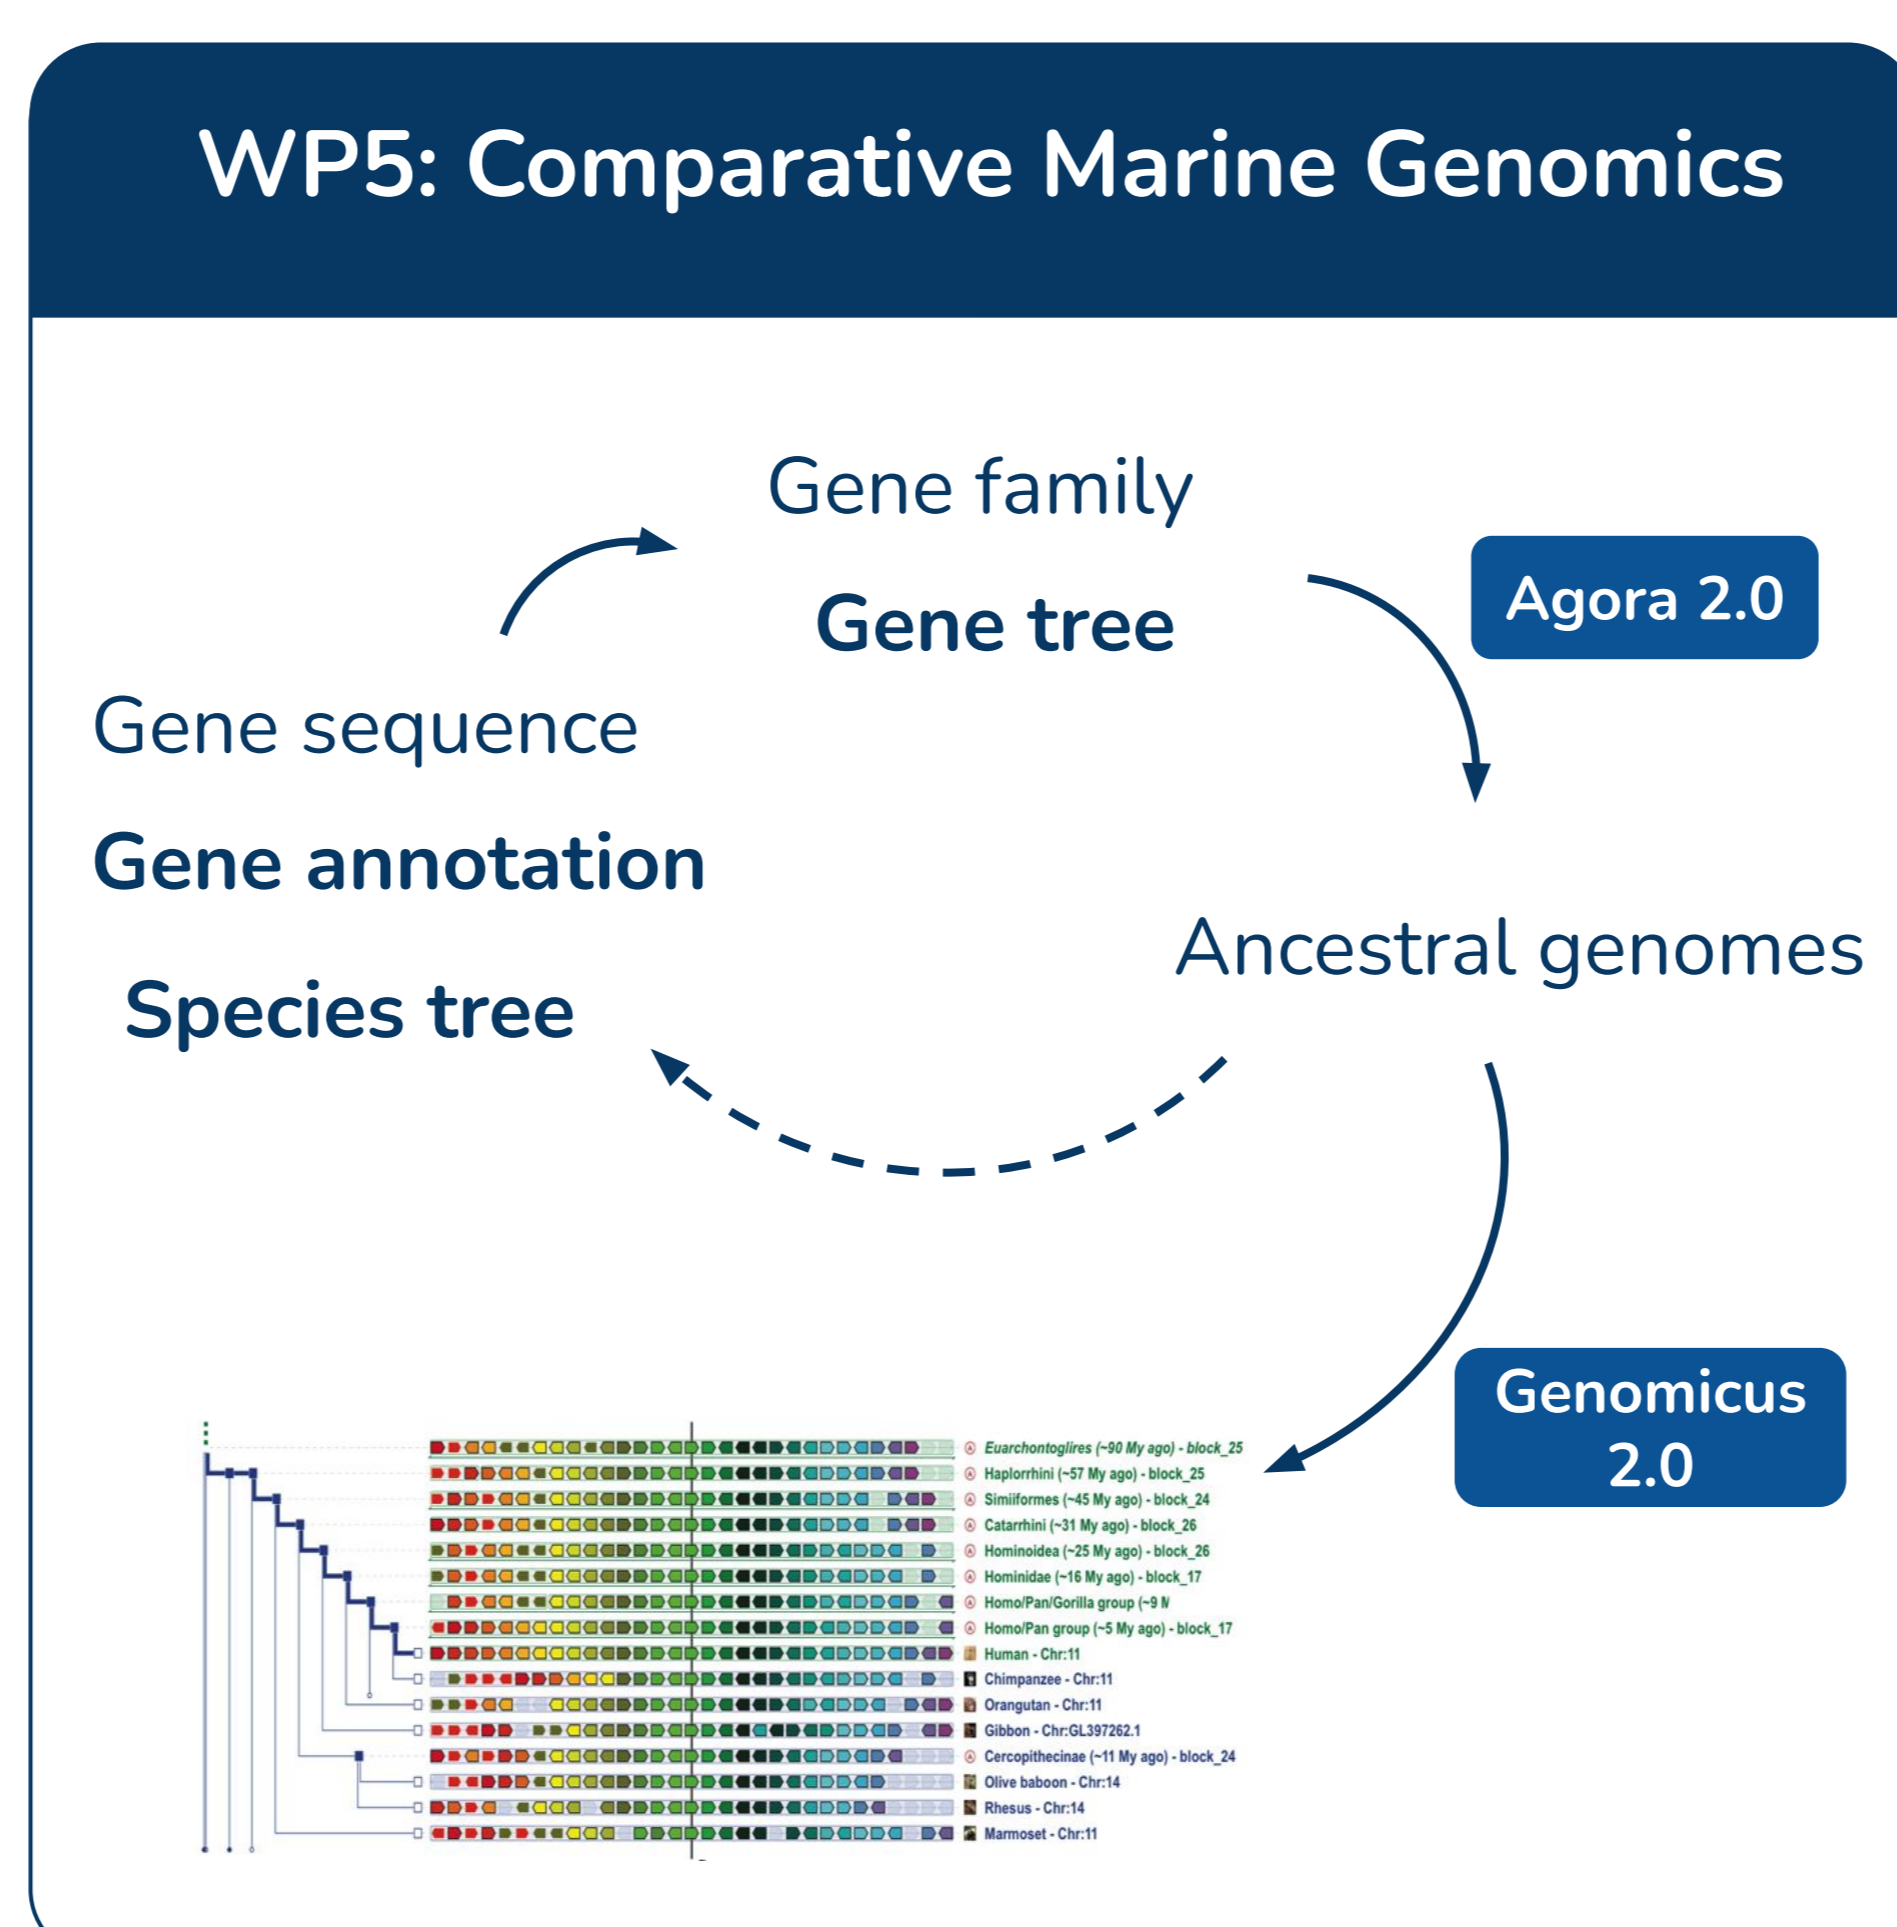 WP5: Comparative Marine Genomics
Gene family
Gene tree
Agora 2.0
Gene sequence
Gene annotation
Species tree
Ancestral genomes
Genomicus
2.0
Euarchontoglires (~90 My ago) - block_25
Haplorrhini (~57 My ago) - block_25
Simiiformes (~45 My ago) - block_24
Catarrhini (~31 My ago) - block_26
Hominoidea (~25 My ago) - block_26
Hominidae (~16 My ago) - block_17
Homo/Pan/Gorilla group (~9 M
Homo/Pan group (~5 My ago) - block_17
Human - Chr:11
Chimpanzee - Chr:11
Orangutan - Chr:11
Gibbon - Chr:GL397262.1
Cercopithecinae (~11 My ago) - block_24
Olive baboon - Chr:14
Rhesus - Chr:14
Marmoset - Chr:11